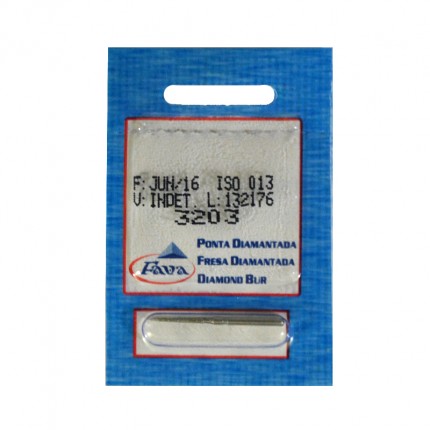 F: JUN/16 ISO 013
V: INDET. L: 132176
3203
Fava
PONTA DIAMANTADA
FRESA DIAMANTADA
DIAMOND BUR